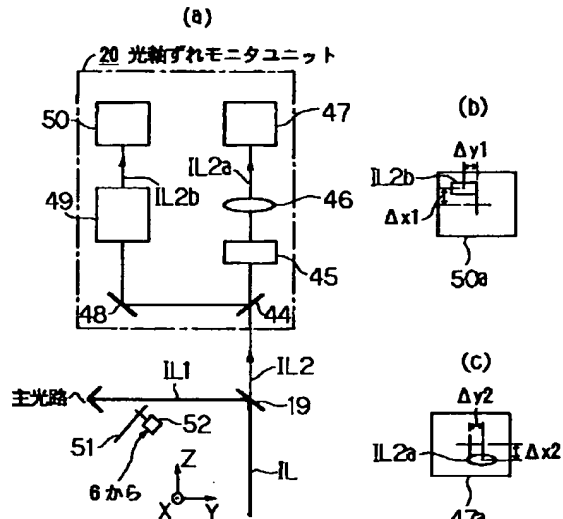 (a)
20 光軸ずれモニタユニット
50
47
IL2a
(b)
Δy1
IL2b
Δx1
50a
49
IL2b
46
45
48
44
IL2
主光路
IL1
19
51
52
6から
Z
X
Y
IL
(c)
Δy2
IL2a
Δx2
47a